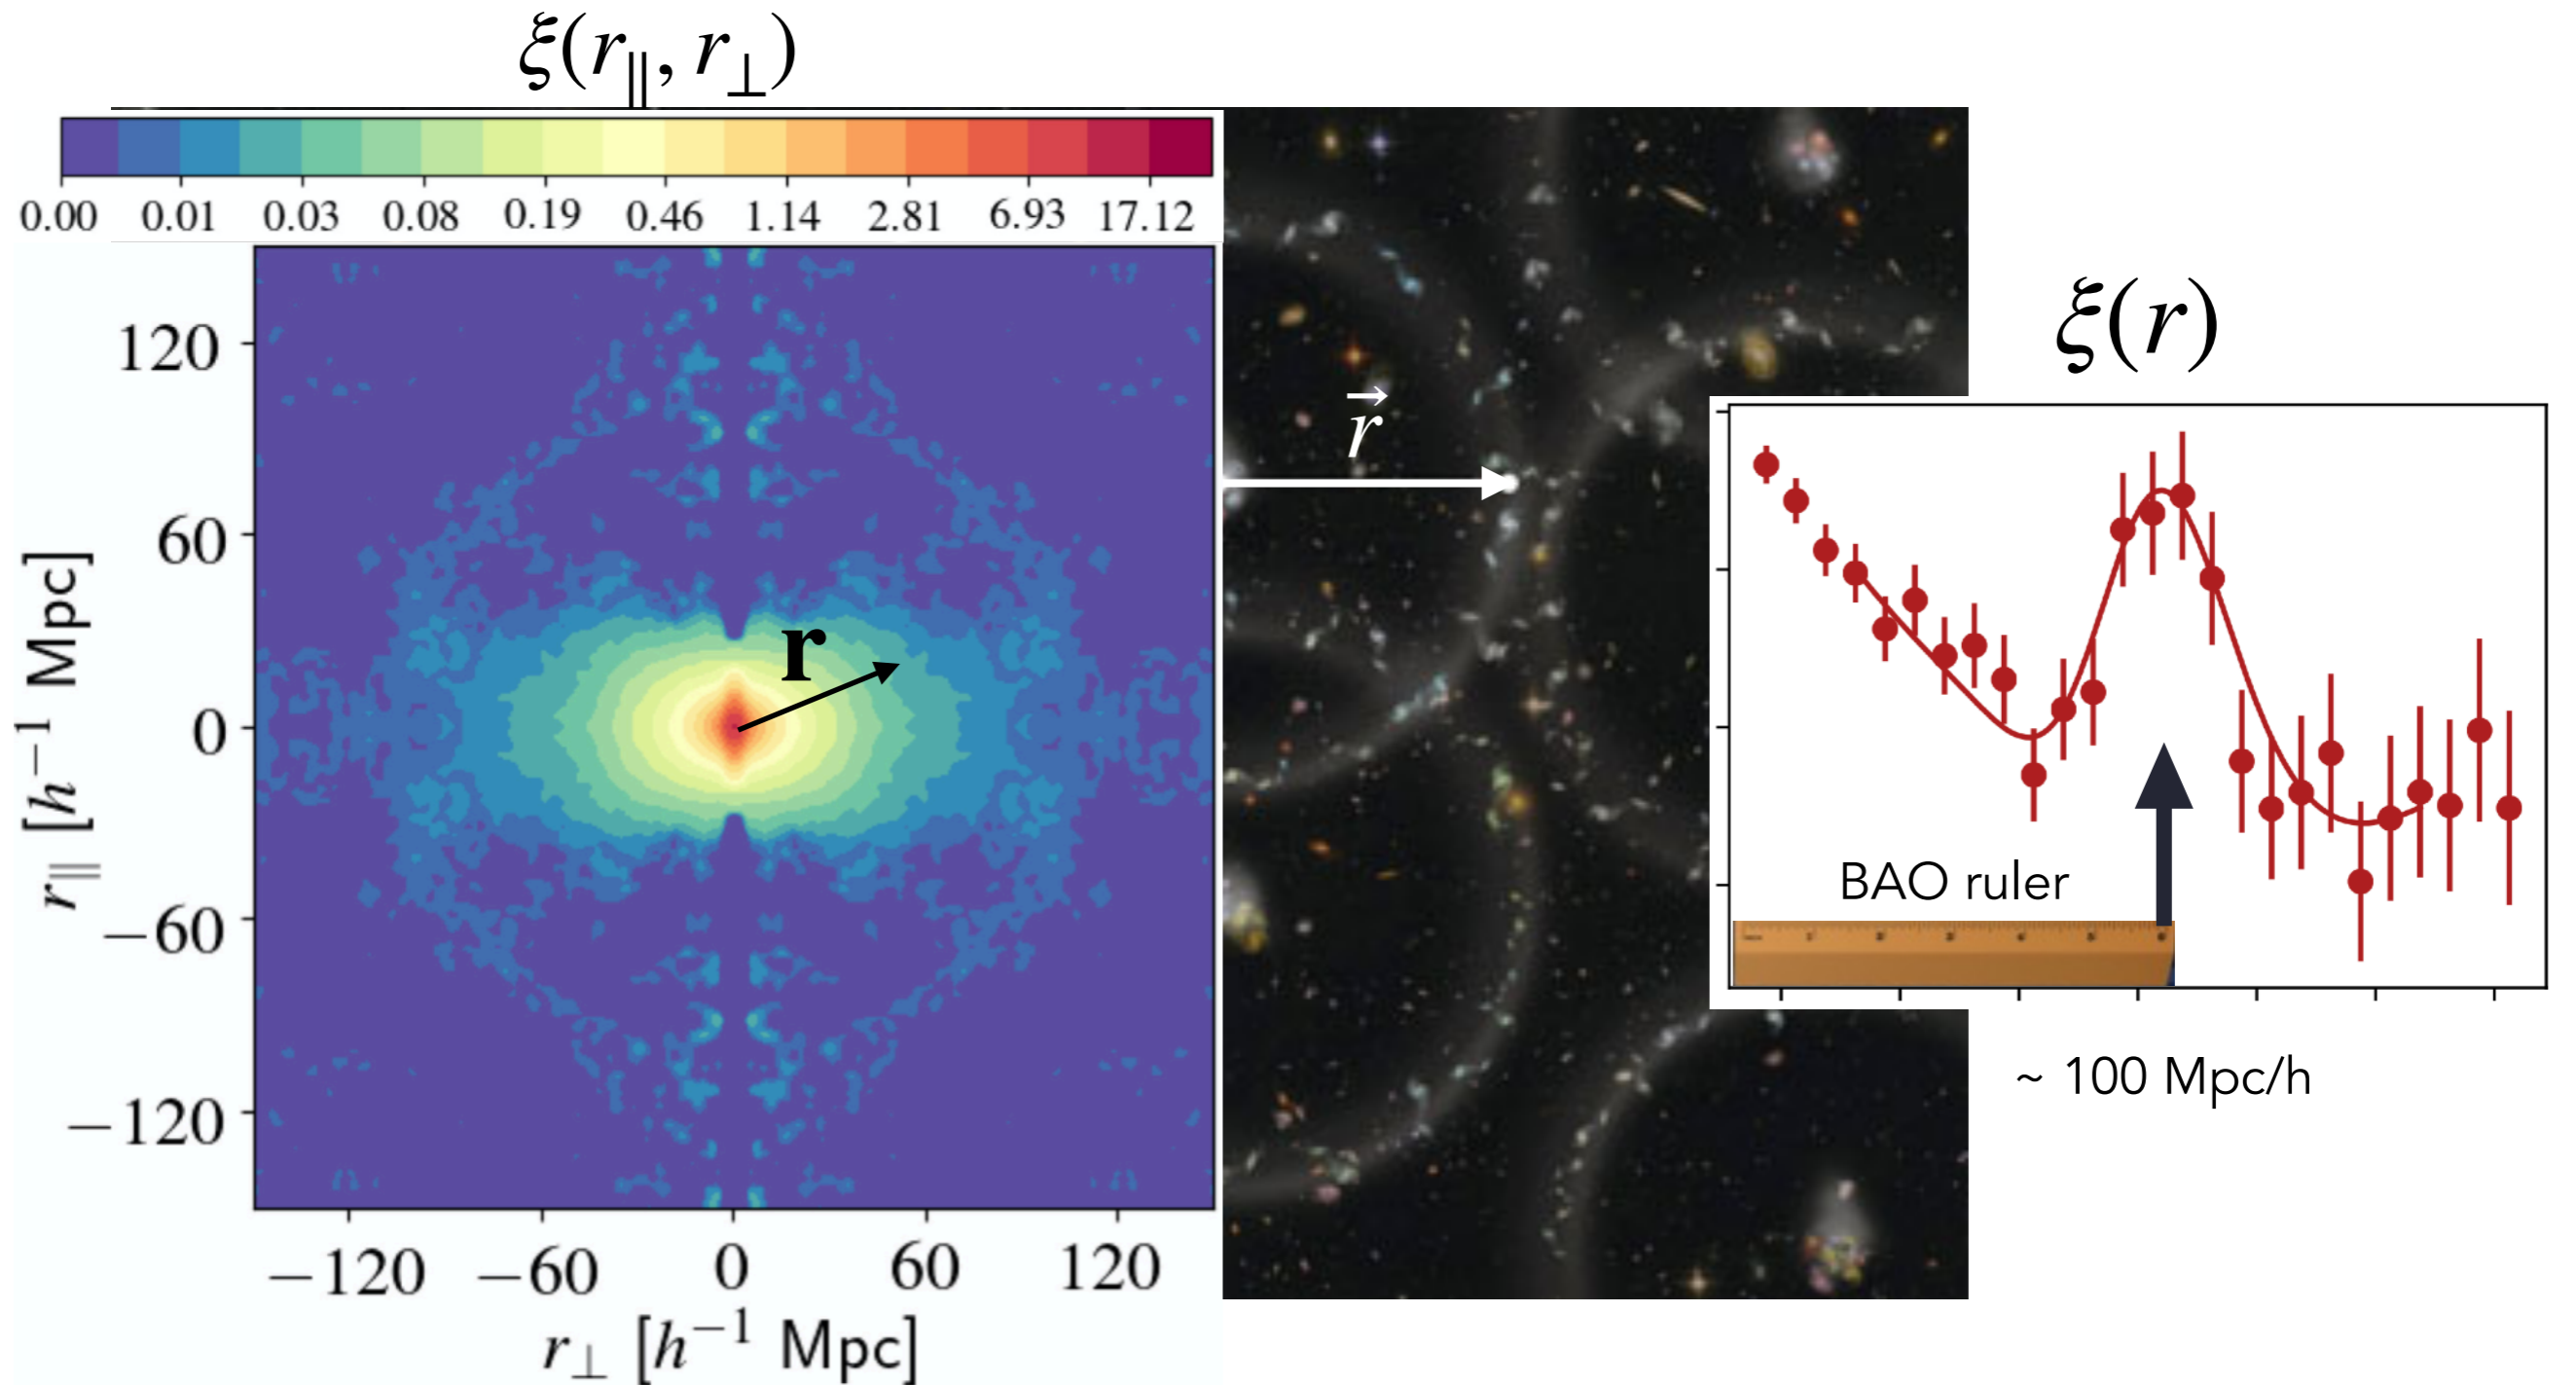 ξ(r∥, r⊥)
0.00 0.01 0.03 0.08 0.19 0.46 1.14 2.81 6.93 17.12
120
60
0
−60
−120
r∥ [h⁻¹ Mpc]
r
−120 −60 0 60 120
r⊥ [h⁻¹ Mpc]
r⃗
ξ(r)
BAO ruler
~ 100 Mpc/h